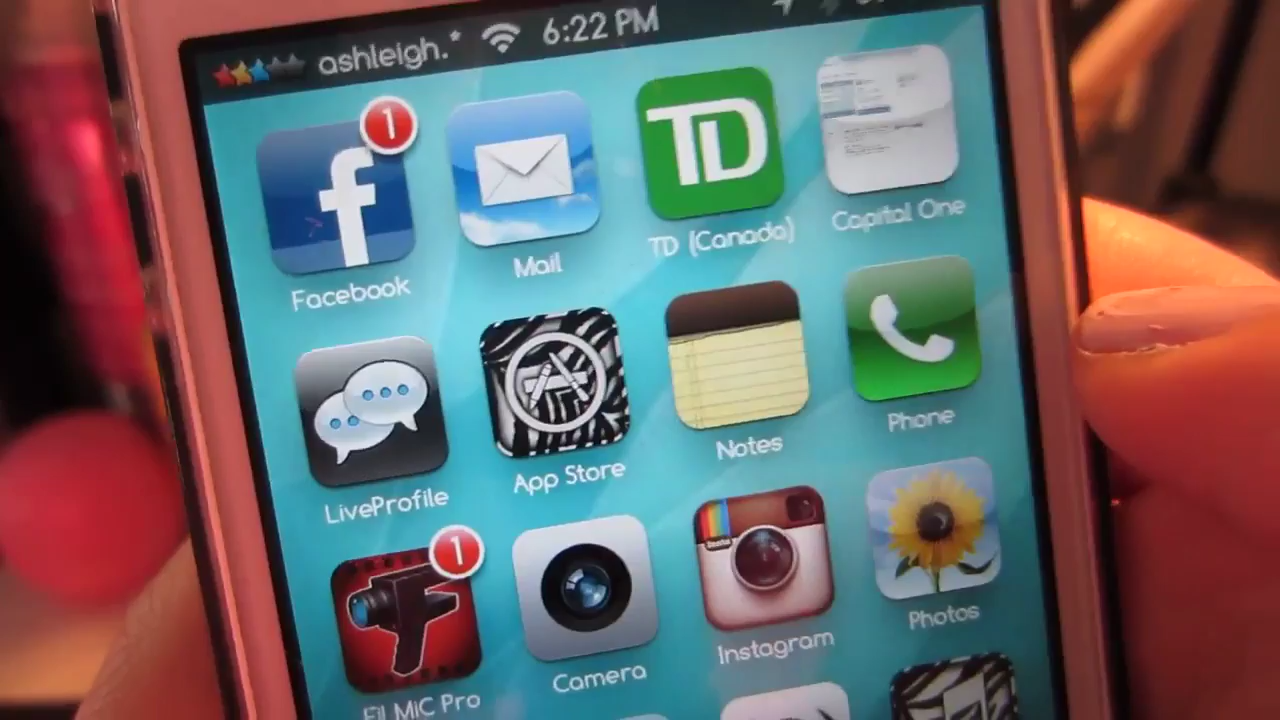 ashleigh.* 6:22 PM
1
f
TD
Facebook
Mail
TD (Canada)
Capital One
LiveProfile
App Store
Notes
Phone
1
FiLMiC Pro
Camera
Instagram
Photos